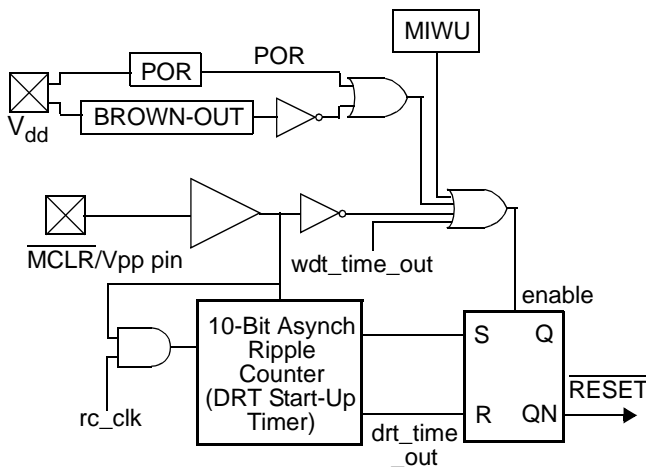 MIWU
POR
POR
BROWN-OUT
Vdd
MCLR/Vpp pin
wdt_time_out
enable
10-Bit Asynch
Ripple
Counter
(DRT Start-Up
Timer)
S
Q
RESET
R
QN
rc_clk
drt_time
_out